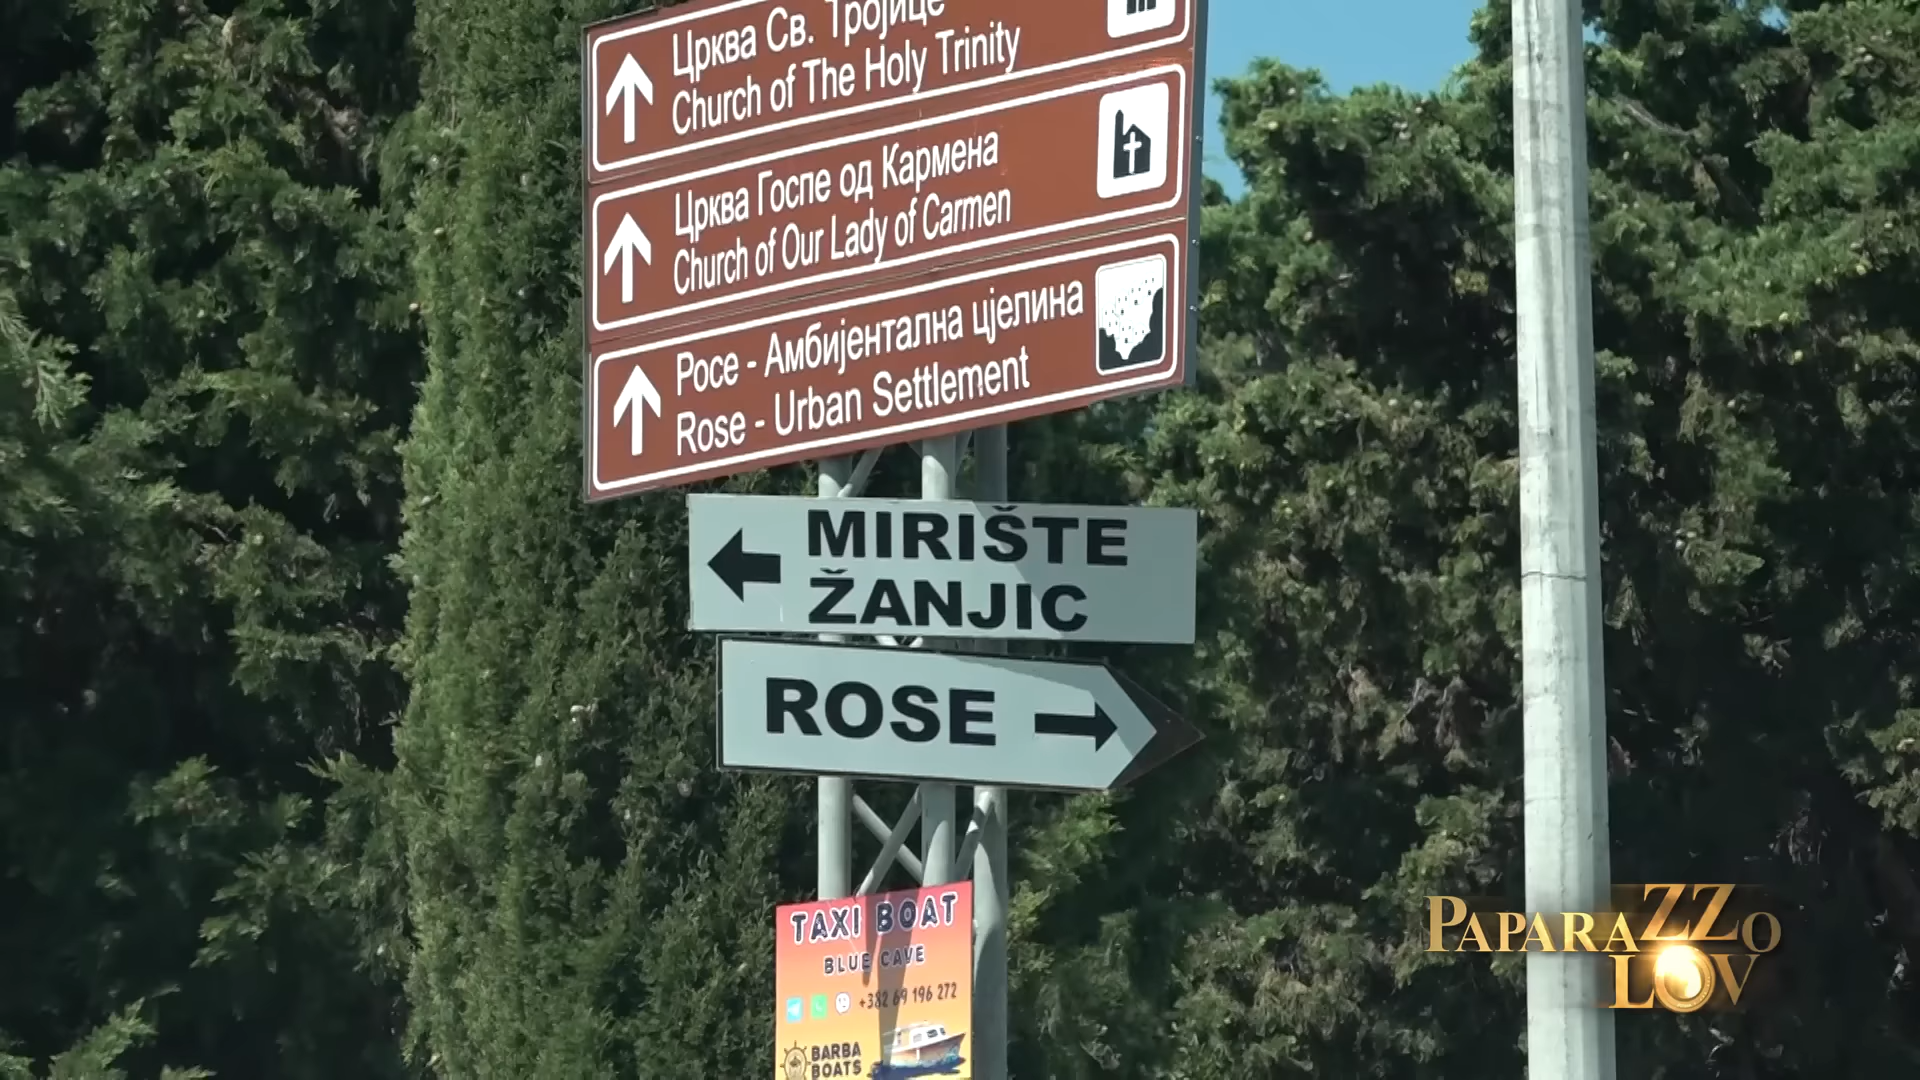 Црква Св. Тројице
Church of The Holy Trinity
Црква Госпе од Кармена
Church of Our Lady of Carmen
Росе - Амбијентална цјелина
Rose - Urban Settlement
MIRIŠTE
ŽANJIC
ROSE
TAXI BOAT
BLUE CAVE
+382 69 196 272
BARBA
BOATS
PAPARAZZO
LOV